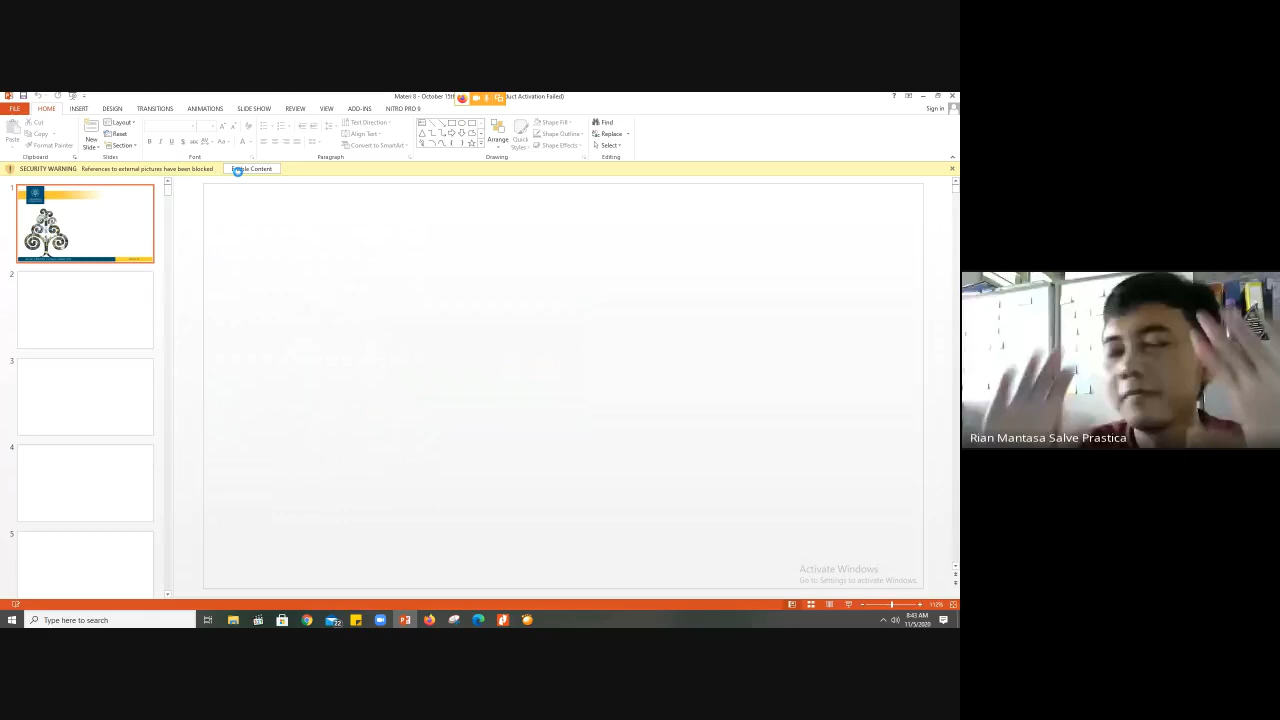 Materi 8 - October 15th
duct Activation Failed)
FILE
HOME
INSERT
DESIGN
TRANSITIONS
ANIMATIONS
SLIDE SHOW
REVIEW
VIEW
ADD-INS
NITRO PRO 9
Sign in
Paste
Cut
Copy
Format Painter
Clipboard
New
Slide
Layout
Reset
Section
Slides
Font
Text Direction
Align Text
Convert to SmartArt
Paragraph
Arrange
Quick
Styles
Shape Fill
Shape Outline
Shape Effects
Drawing
Find
Replace
Select
Editing
SECURITY WARNING References to external pictures have been blocked
Enable Content
1
2
3
4
5
Rian Mantasa Salve Prastica
Activate Windows
Go to Settings to activate Windows.
112%
Type here to search
22
8:43 AM
11/5/2020